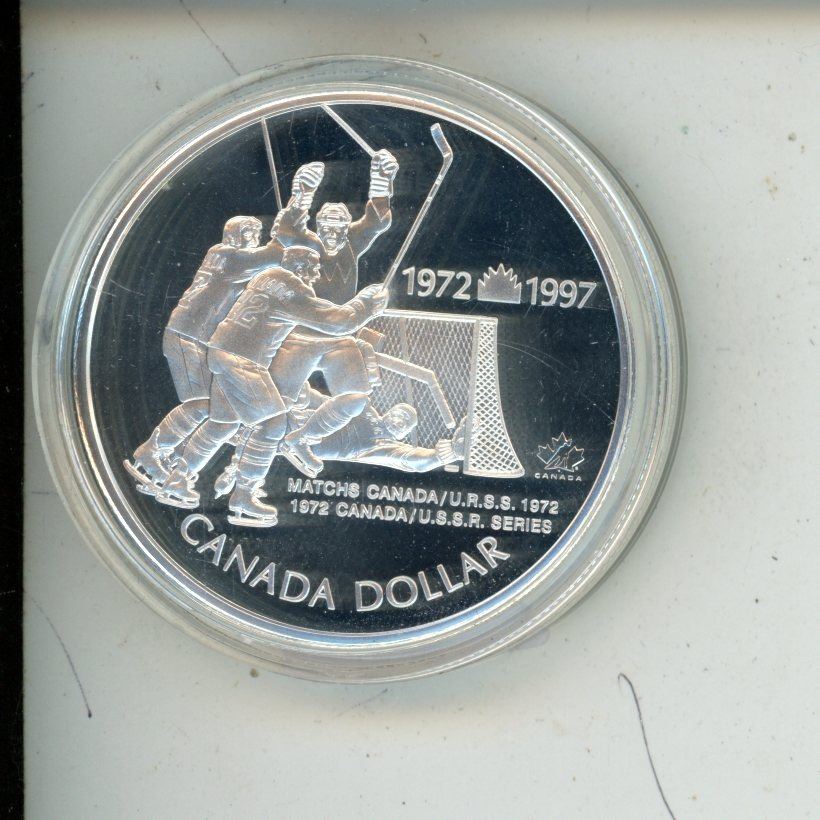 1972 1997
CANADA
MATCHS CANADA/U.R.S.S. 1972
1972 CANADA/U.S.S.R. SERIES
CANADA DOLLAR